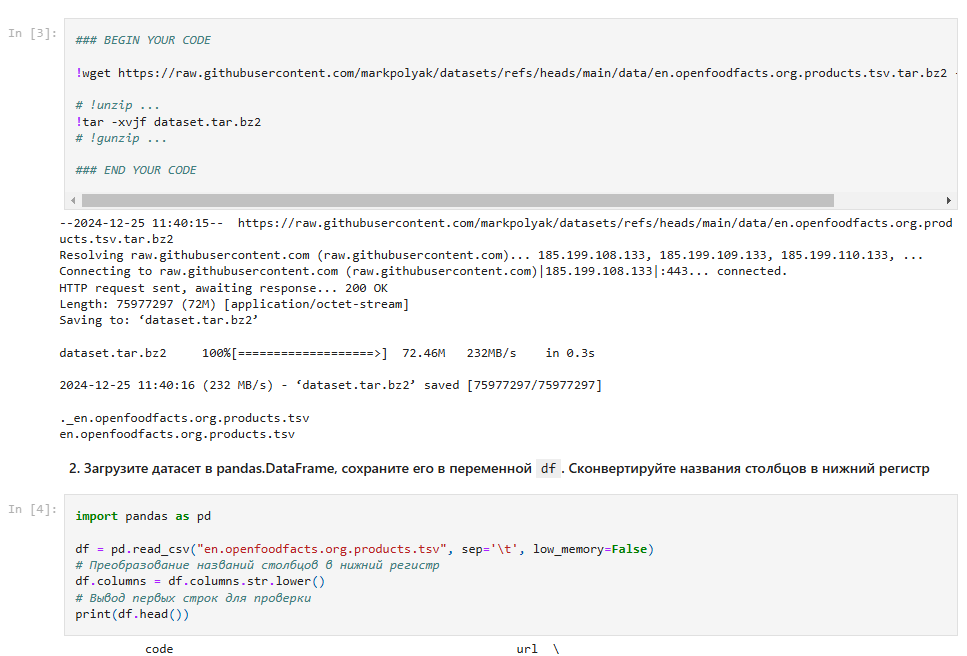 In [3]:
### BEGIN YOUR CODE
!wget https://raw.githubusercontent.com/markpolyak/datasets/refs/heads/main/data/en.openfoodfacts.org.products.tsv.tar.bz2 -
# !unzip ...
!tar -xvjf dataset.tar.bz2
# !gunzip ...
### END YOUR CODE
--2024-12-25 11:40:15--  https://raw.githubusercontent.com/markpolyak/datasets/refs/heads/main/data/en.openfoodfacts.org.prod
ucts.tsv.tar.bz2
Resolving raw.githubusercontent.com (raw.githubusercontent.com)... 185.199.108.133, 185.199.109.133, 185.199.110.133, ...
Connecting to raw.githubusercontent.com (raw.githubusercontent.com)|185.199.108.133|:443... connected.
HTTP request sent, awaiting response... 200 OK
Length: 75977297 (72M) [application/octet-stream]
Saving to: ‘dataset.tar.bz2’
dataset.tar.bz2     100%[===================>]  72.46M   232MB/s    in 0.3s
2024-12-25 11:40:16 (232 MB/s) - ‘dataset.tar.bz2’ saved [75977297/75977297]
._en.openfoodfacts.org.products.tsv
en.openfoodfacts.org.products.tsv
2. Загрузите датасет в pandas.DataFrame, сохраните его в переменной df. Сконвертируйте названия столбцов в нижний регистр
In [4]:
import pandas as pd
df = pd.read_csv("en.openfoodfacts.org.products.tsv", sep='\t', low_memory=False)
# Преобразование названий столбцов в нижний регистр
df.columns = df.columns.str.lower()
# Вывод первых строк для проверки
print(df.head())
code                                                url  \